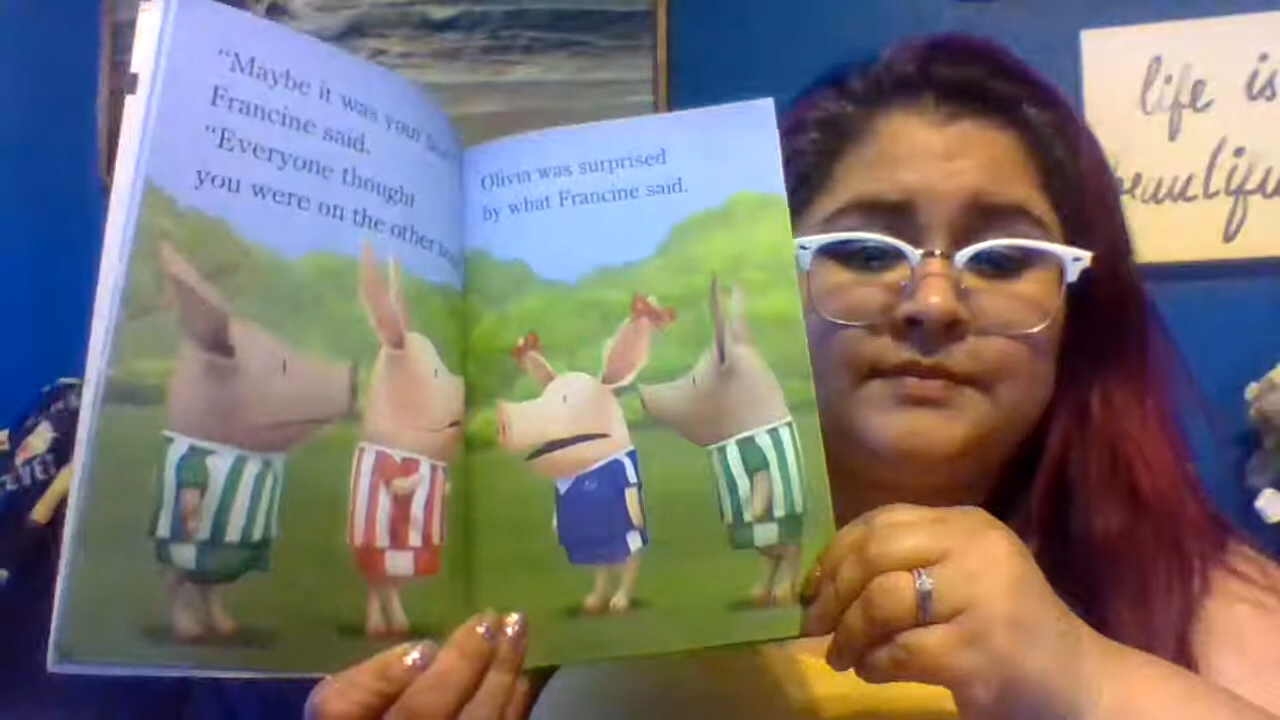 "Maybe it was your
Francine said.
"Everyone thought
you were on the other
Olivia was surprised
by what Francine said.
life is
beautiful